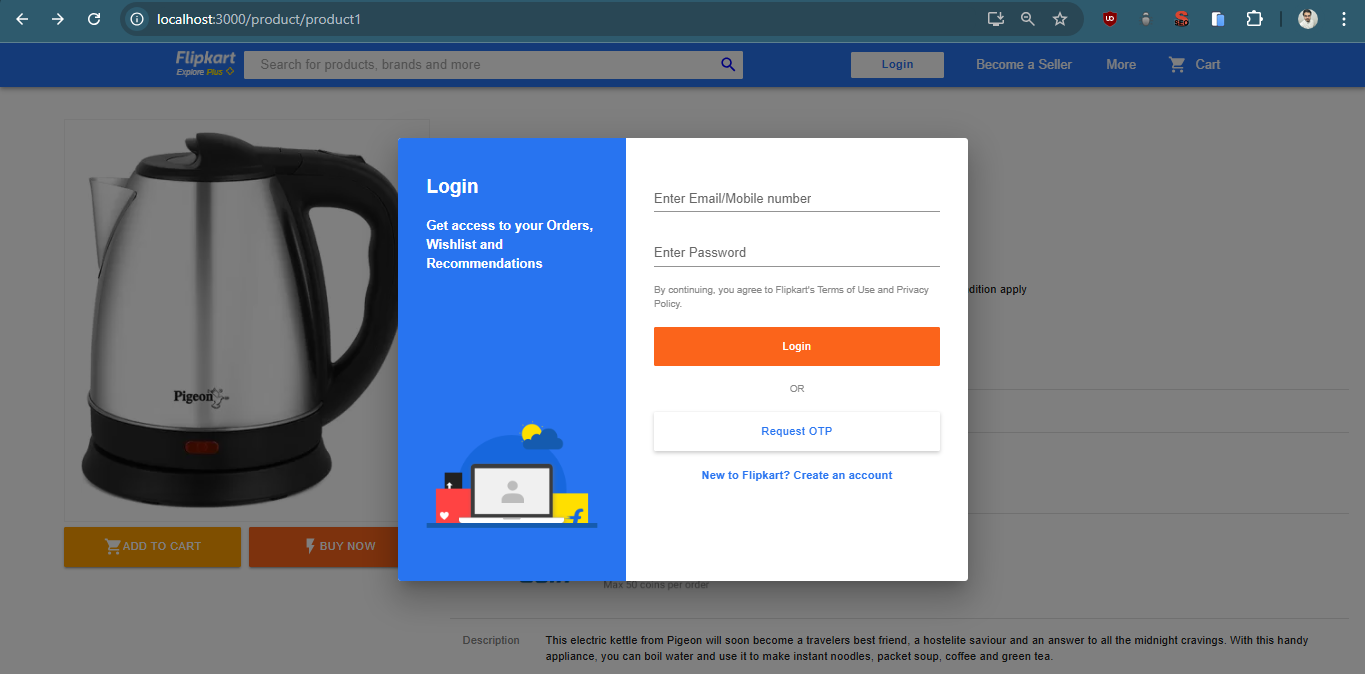 localhost:3000/product/product1
Flipkart
Explore Plus
Search for products, brands and more
Login
Become a Seller
More
Cart
Pigeon
ADD TO CART
BUY NOW
Login
Get access to your Orders,
Wishlist and
Recommendations
Enter Email/Mobile number
Enter Password
By continuing, you agree to Flipkart's Terms of Use and Privacy
Policy.
Login
OR
Request OTP
New to Flipkart? Create an account
dition apply
Max 50 coins per order
Description
This electric kettle from Pigeon will soon become a travelers best friend, a hostelite saviour and an answer to all the midnight cravings. With this handy
appliance, you can boil water and use it to make instant noodles, packet soup, coffee and green tea.